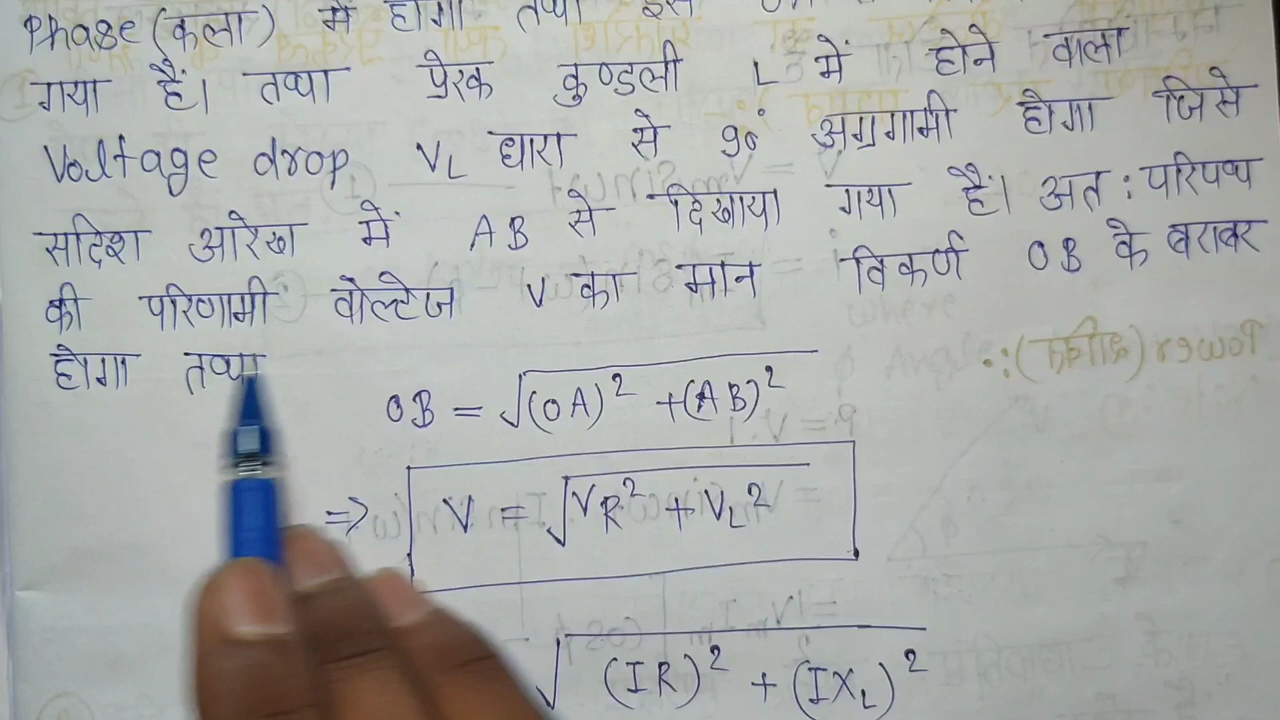 Phase (कला) में होगा तथा इसे
गया हैं। तथा प्रेरक कुण्डली L में होने वाला
Voltage drop VL धारा से 90° अग्रगामी होगा जिसे
सदिश आरेख में AB से दिखाया गया है। अत: परिपथ
की परिणामी वोल्टेज V का मान विकर्ण OB के बराबर
होगा तथा
OB = √(OA)² + (AB)²
=> V = √VR² + VL²
√(IR)² + (IXL)²